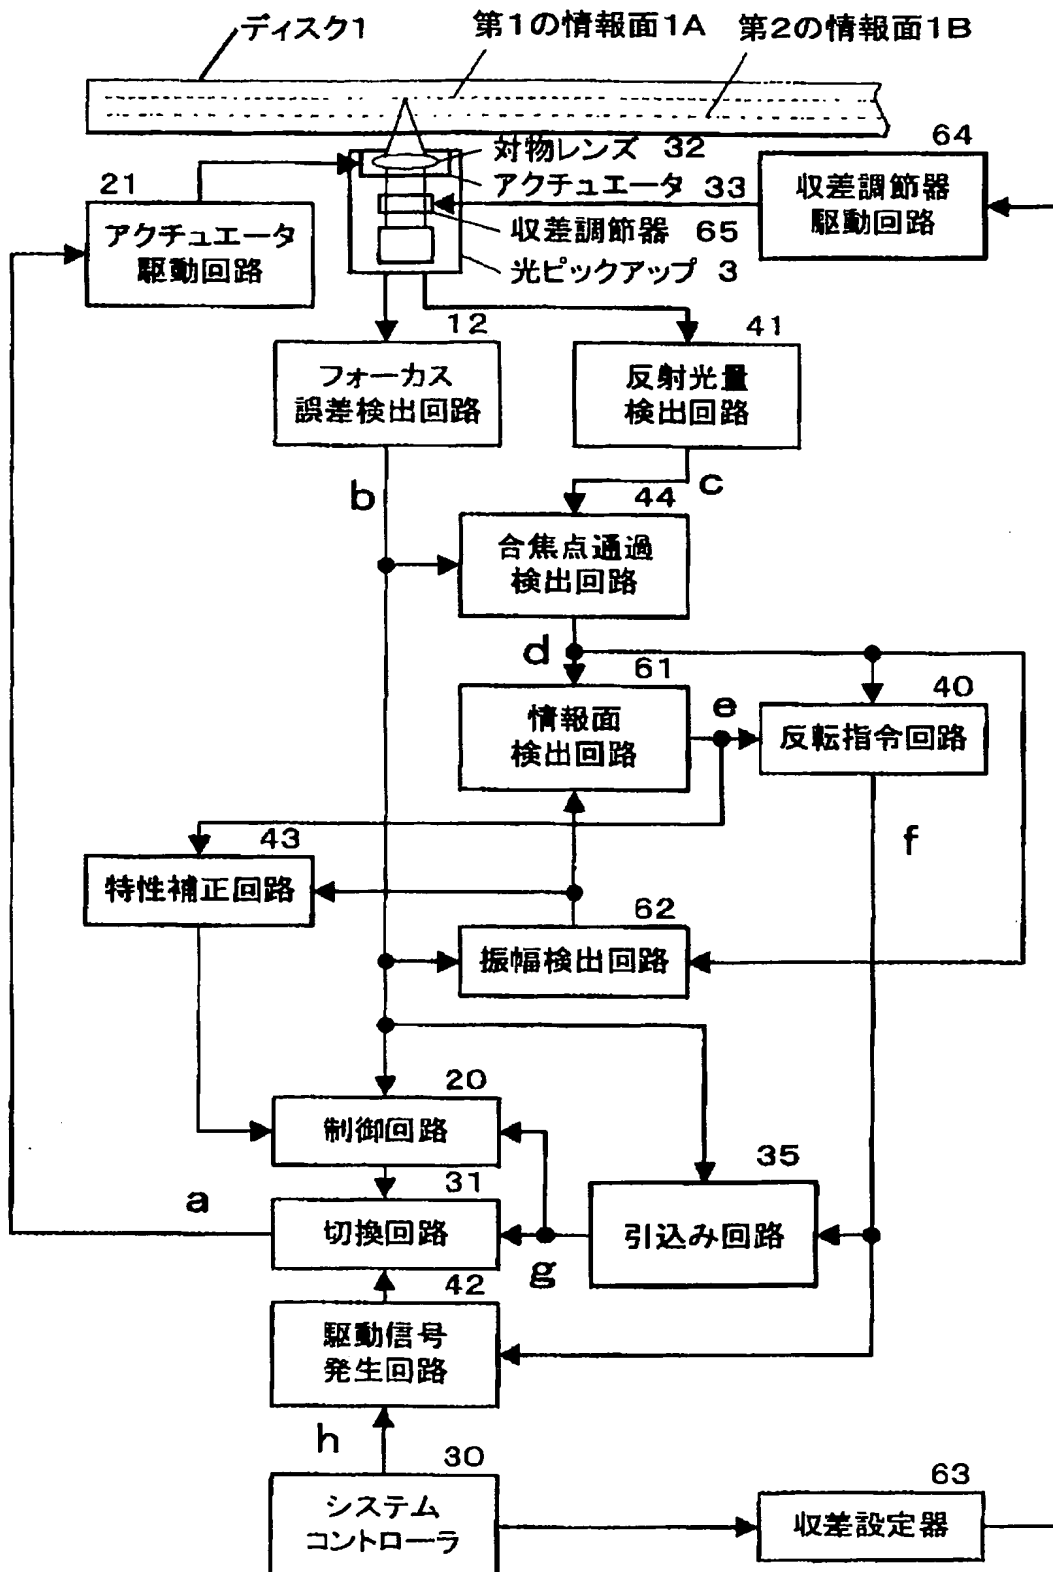 ディスク1
第1の情報面1A
第2の情報面1B
対物レンズ 32
アクチュエータ 33
収差調節器 65
光ピックアップ 3
64
収差調節器
駆動回路
21
アクチュエータ
駆動回路
12
フォーカス
誤差検出回路
41
反射光量
検出回路
b
c
44
合焦点通過
検出回路
d
61
情報面
検出回路
e
40
反転指令回路
f
43
特性補正回路
62
振幅検出回路
20
制御回路
a
31
切換回路
g
35
引込み回路
42
駆動信号
発生回路
h
30
システム
コントローラ
63
収差設定器